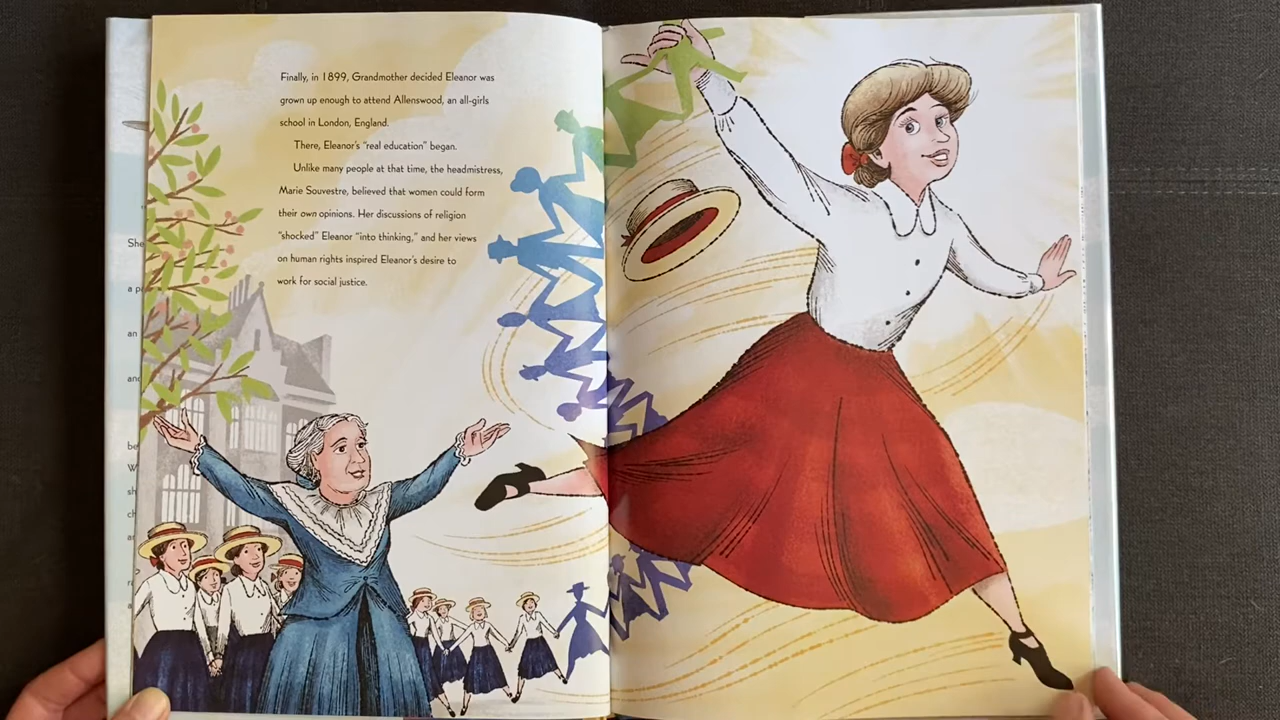 Finally, in 1899, Grandmother decided Eleanor was
grown up enough to attend Allenswood, an all-girls
school in London, England.
There, Eleanor's "real education" began.
Unlike many people at that time, the headmistress,
Marie Souvestre, believed that women could form
their own opinions. Her discussions of religion
"shocked" Eleanor "into thinking," and her views
on human rights inspired Eleanor's desire to
work for social justice.